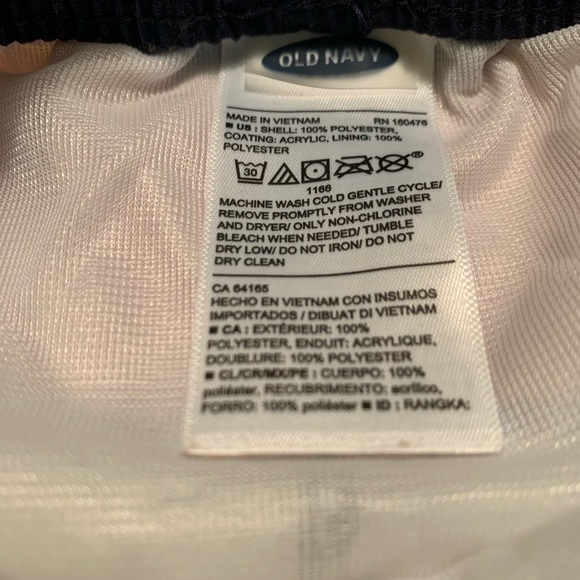 OLD NAVY
MADE IN VIETNAM RN 160476
■ US : SHELL: 100% POLYESTER,
COATING: ACRYLIC, LINING: 100%
POLYESTER
30
1166
MACHINE WASH COLD GENTLE CYCLE/
REMOVE PROMPTLY FROM WASHER
AND DRYER/ ONLY NON-CHLORINE
BLEACH WHEN NEEDED/ TUMBLE
DRY LOW/ DO NOT IRON/ DO NOT
DRY CLEAN
CA 64165
HECHO EN VIETNAM CON INSUMOS
IMPORTADOS / DIBUAT DI VIETNAM
■ CA : EXTÉRIEUR: 100%
POLYESTER, ENDUIT: ACRYLIQUE,
DOUBLURE: 100% POLYESTER
■ CL/CR/MX/PE : CUERPO: 100%
poliéster, RECUBRIMIENTO: acrílico,
FORRO: 100% poliéster ■ ID : RANGKA: